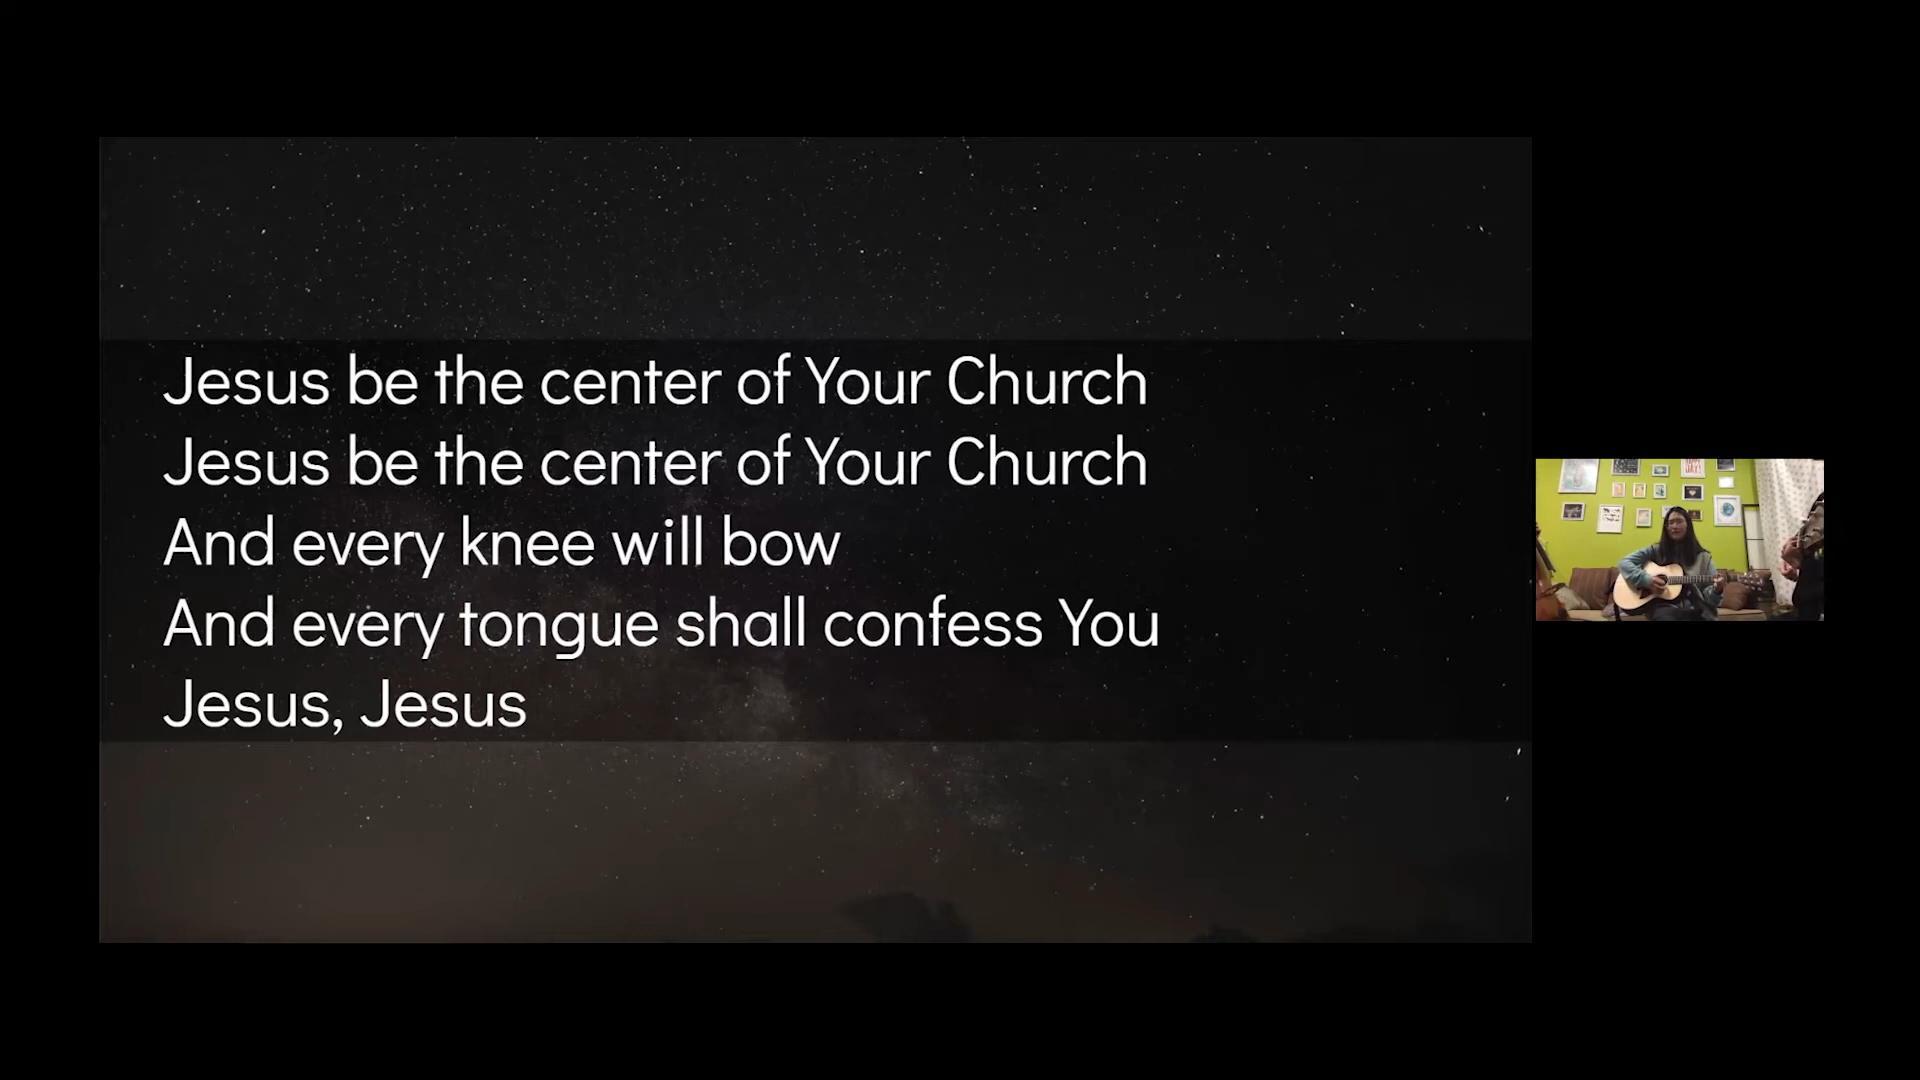 Jesus be the center of Your Church
Jesus be the center of Your Church
And every knee will bow
And every tongue shall confess You
Jesus, Jesus